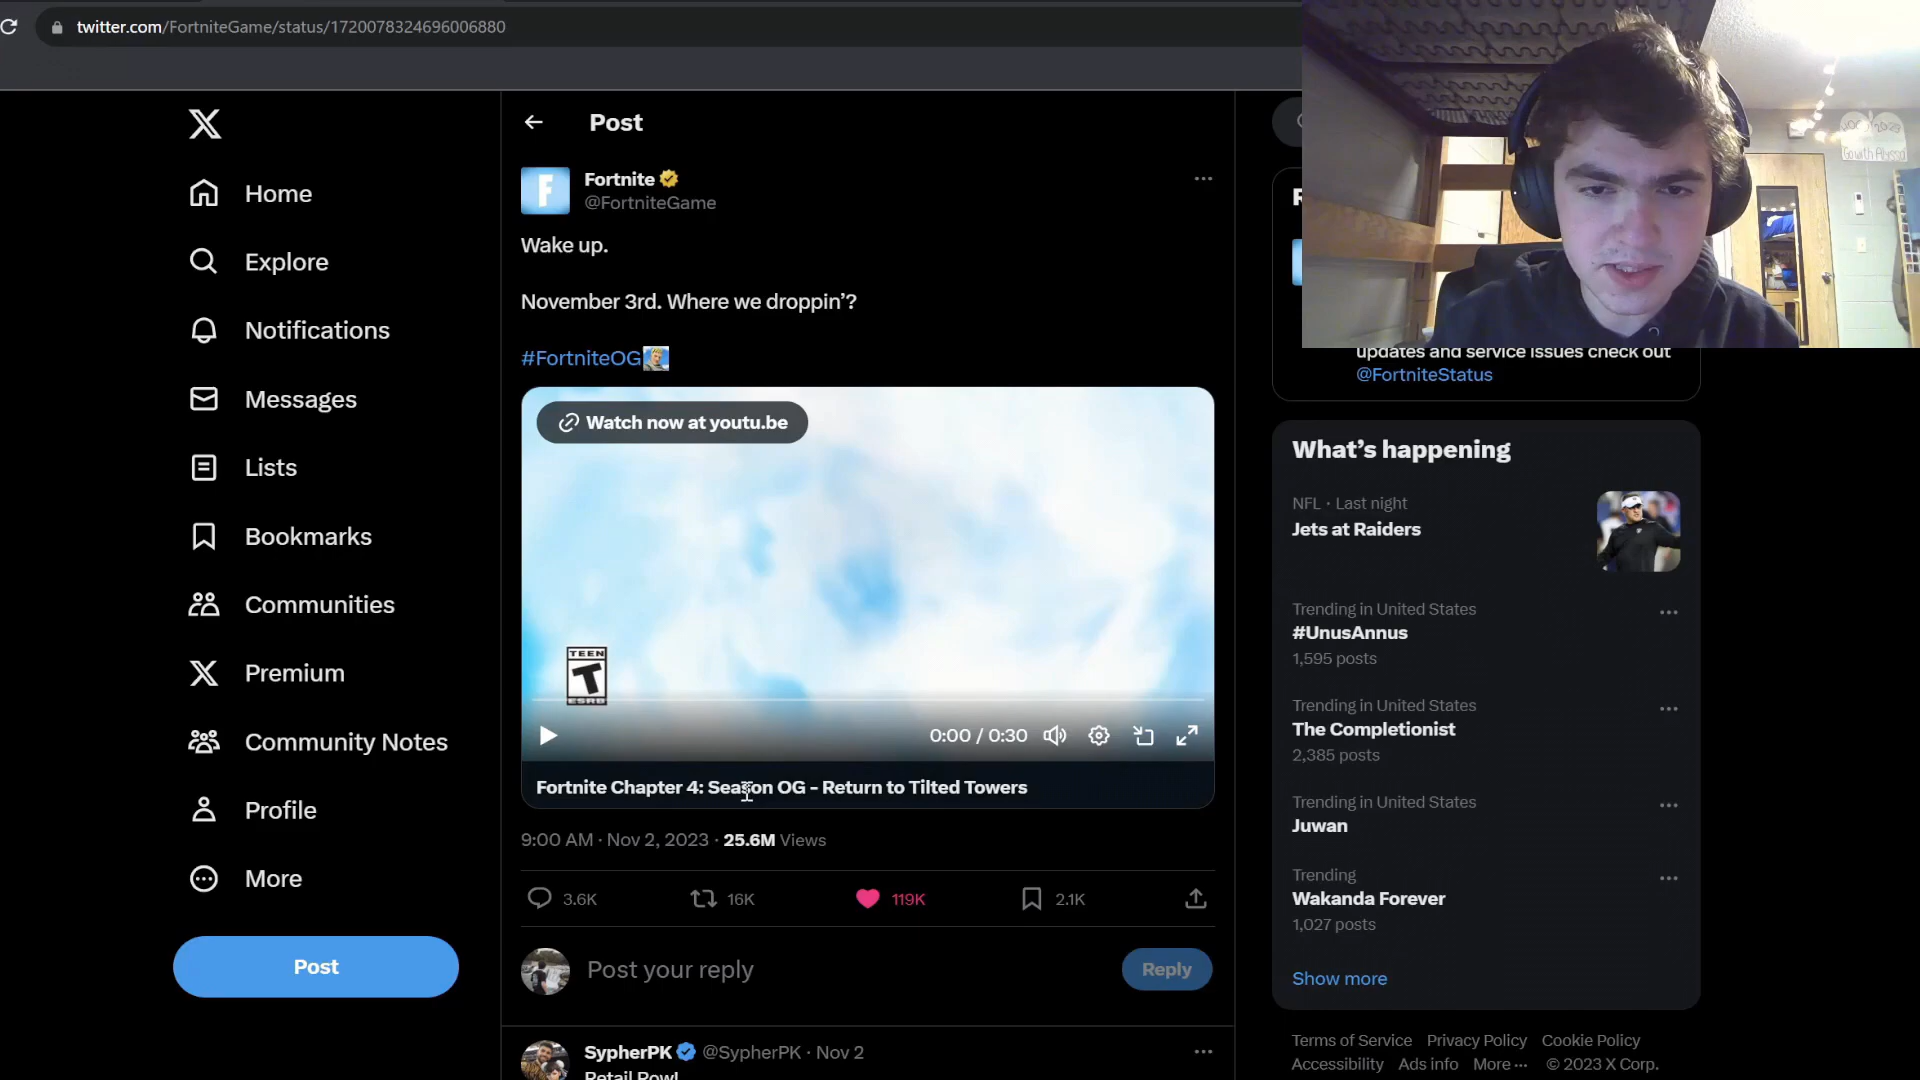 twitter.com/FortniteGame/status/1720078324696006880
Home
Explore
Notifications
Messages
Lists
Bookmarks
Communities
Premium
Community Notes
Profile
More
Post
Post
Fortnite
@FortniteGame
Wake up.
November 3rd. Where we droppin’?
#FortniteOG
Watch now at youtu.be
TEEN
T
ESRB
0:00 / 0:30
Fortnite Chapter 4: Season OG - Return to Tilted Towers
9:00 AM · Nov 2, 2023 · 25.6M Views
3.6K
16K
119K
2.1K
Post your reply
Reply
SypherPK @SypherPK · Nov 2
Retail Row!
R
updates and service issues check out
@FortniteStatus
What’s happening
NFL · Last night
Jets at Raiders
Trending in United States
#UnusAnnus
1,595 posts
Trending in United States
The Completionist
2,385 posts
Trending in United States
Juwan
Trending
Wakanda Forever
1,027 posts
Show more
Terms of Service Privacy Policy Cookie Policy
Accessibility Ads info More ··· © 2023 X Corp.